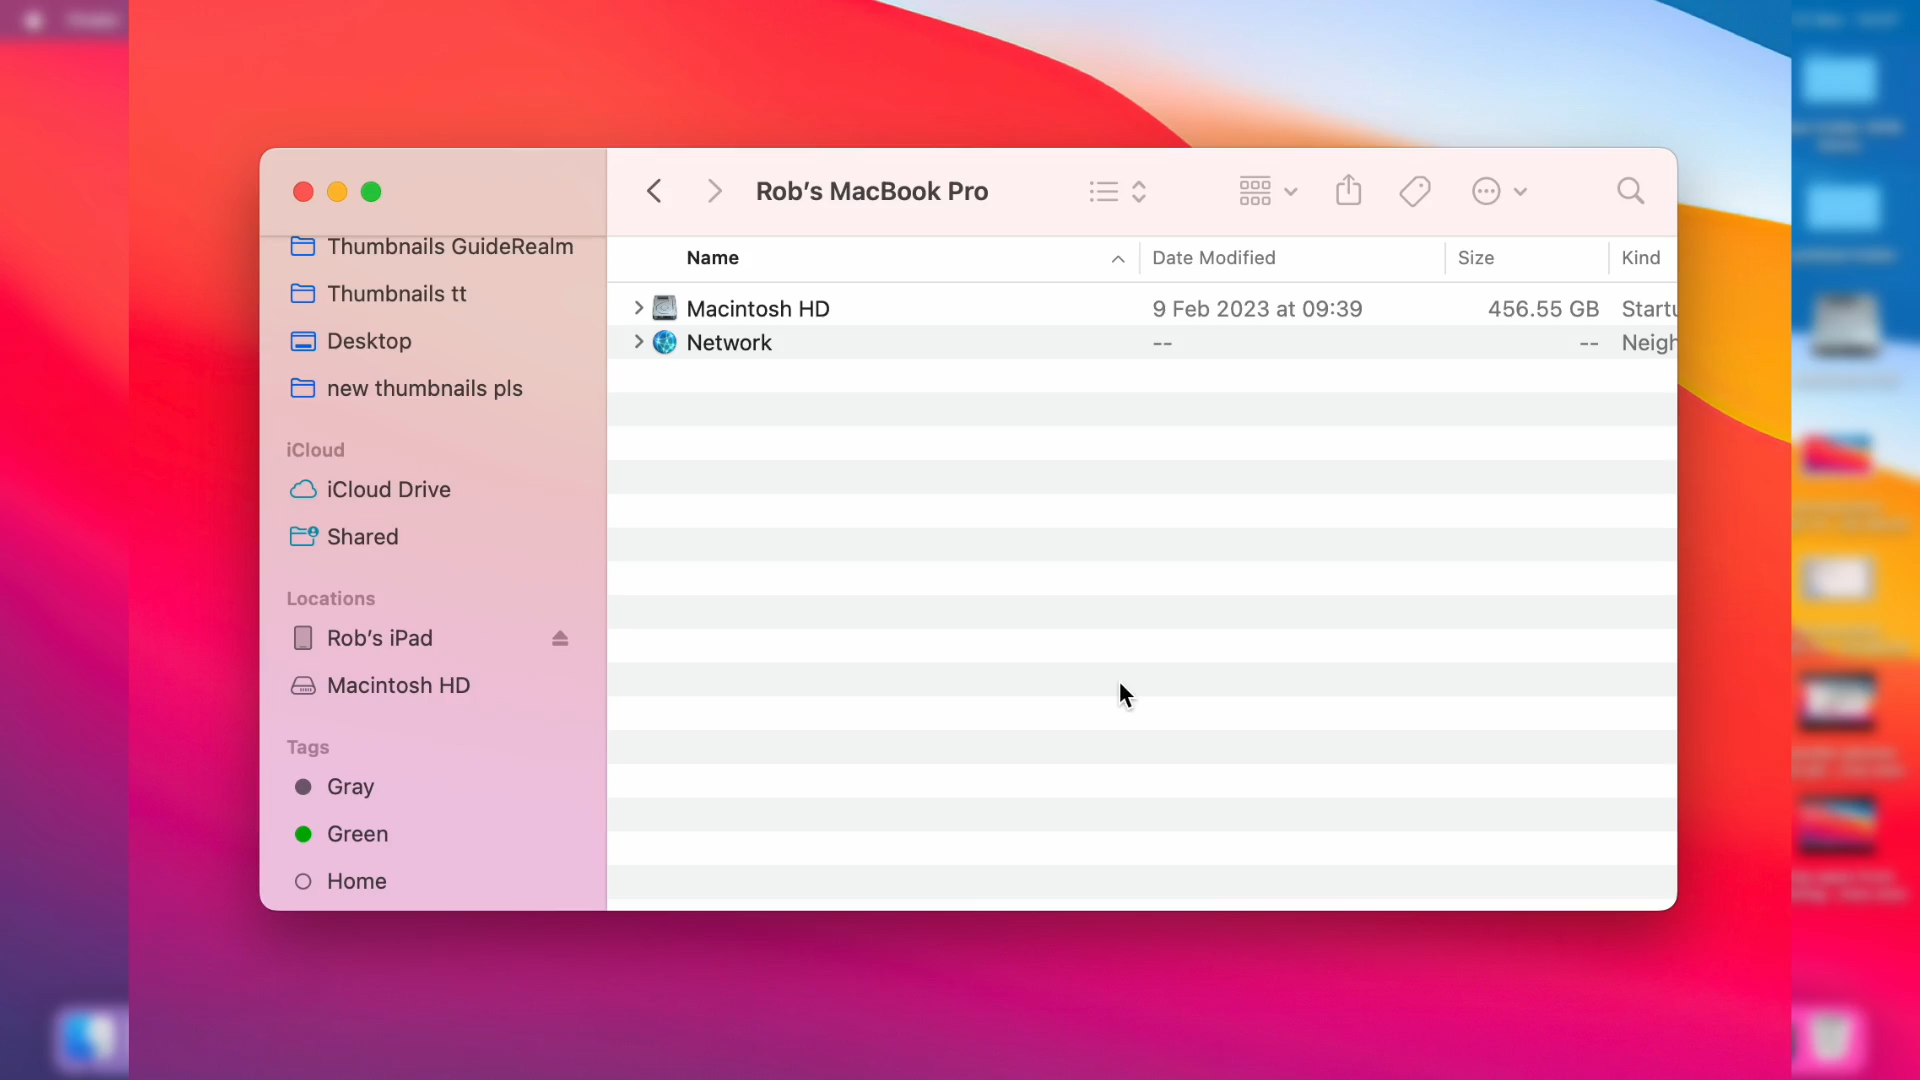 Rob's MacBook Pro
Thumbnails GuideRealm
Thumbnails tt
Desktop
new thumbnails pls
iCloud
iCloud Drive
Shared
Locations
Rob's iPad
Macintosh HD
Tags
Gray
Green
Home
Name Date Modified Size Kind
Macintosh HD 9 Feb 2023 at 09:39 456.55 GB Startu
Network -- -- Neigh